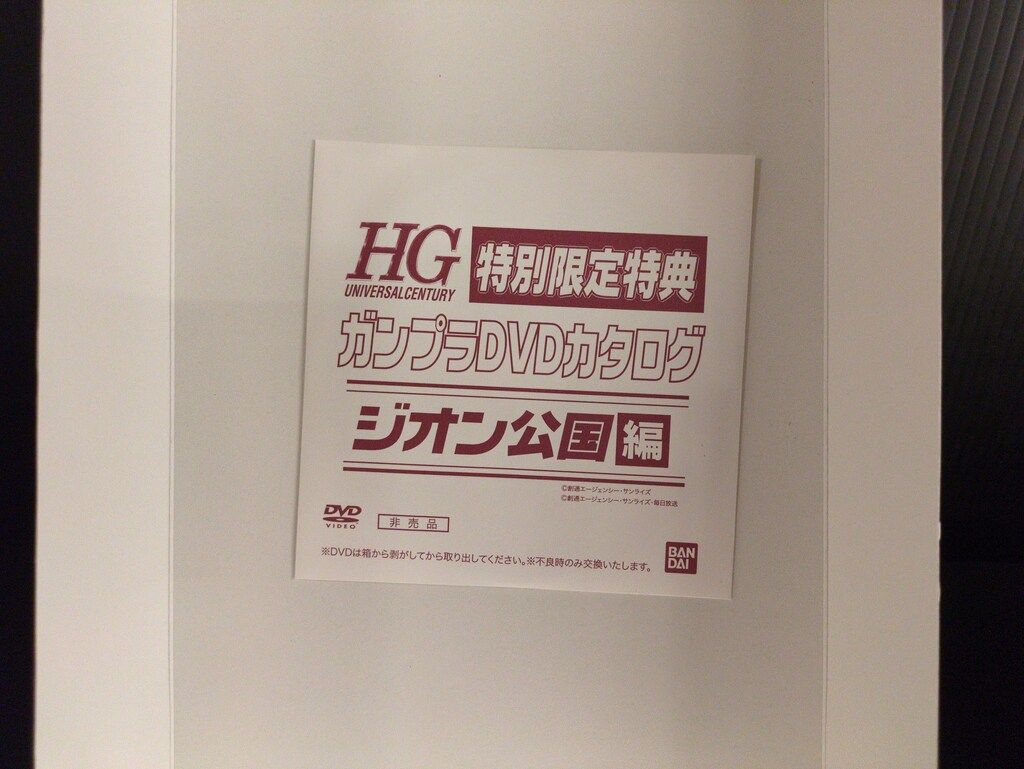 HG 特別限定特典
UNIVERSALCENTURY
ガンプラDVDカタログ
ジオン公国編
©創通エージェンシー・サンライズ
©創通エージェンシー・サンライズ・毎日放送
DVD
VIDEO
非売品
※DVDは箱から剥がしてから取り出してください。※不良時のみ交換いたします。
BAN
DAI